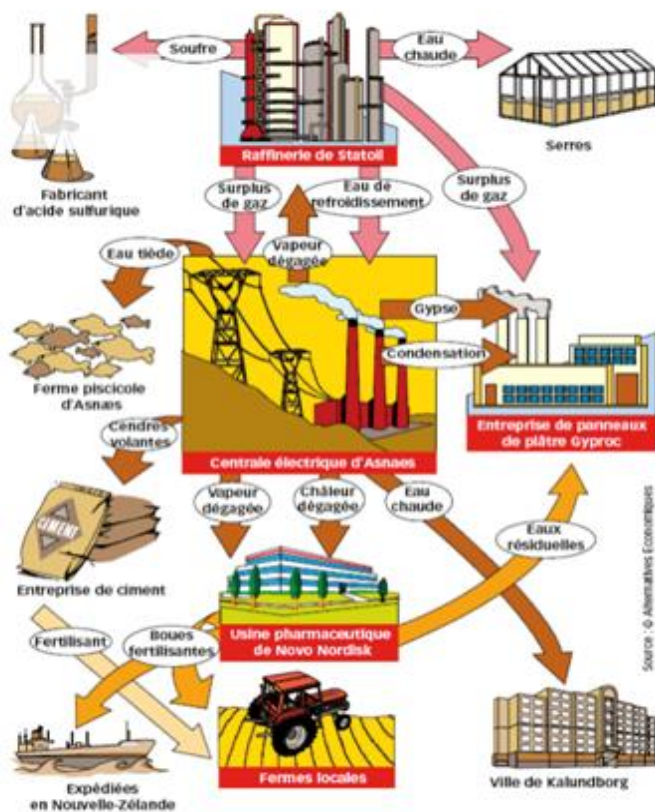 Soufre
Eau
chaude
Raffinerie de Statoil
Serres
Fabricant
d'acide sulfurique
Surplus
de gaz
Eau de
refroidissement
Surplus
de gaz
Eau tiède
Vapeur
dégagée
Gypse
Condensation
Ferme piscicole
d'Asnæs
Entreprise de panneaux
de plâtre Gyproc
Cendres
volantes
Centrale électrique d'Asnaes
Vapeur
dégagée
Châleur
dégagée
Eau
chaude
CIMENT
Eaux
résiduelles
Entreprise de ciment
Usine pharmaceutique
de Novo Nordisk
Fertilisant
Boues
fertilisantes
Expédiées
en Nouvelle-Zélande
Fermes locales
Ville de Kalundborg
Source : © Alternatives Economiques